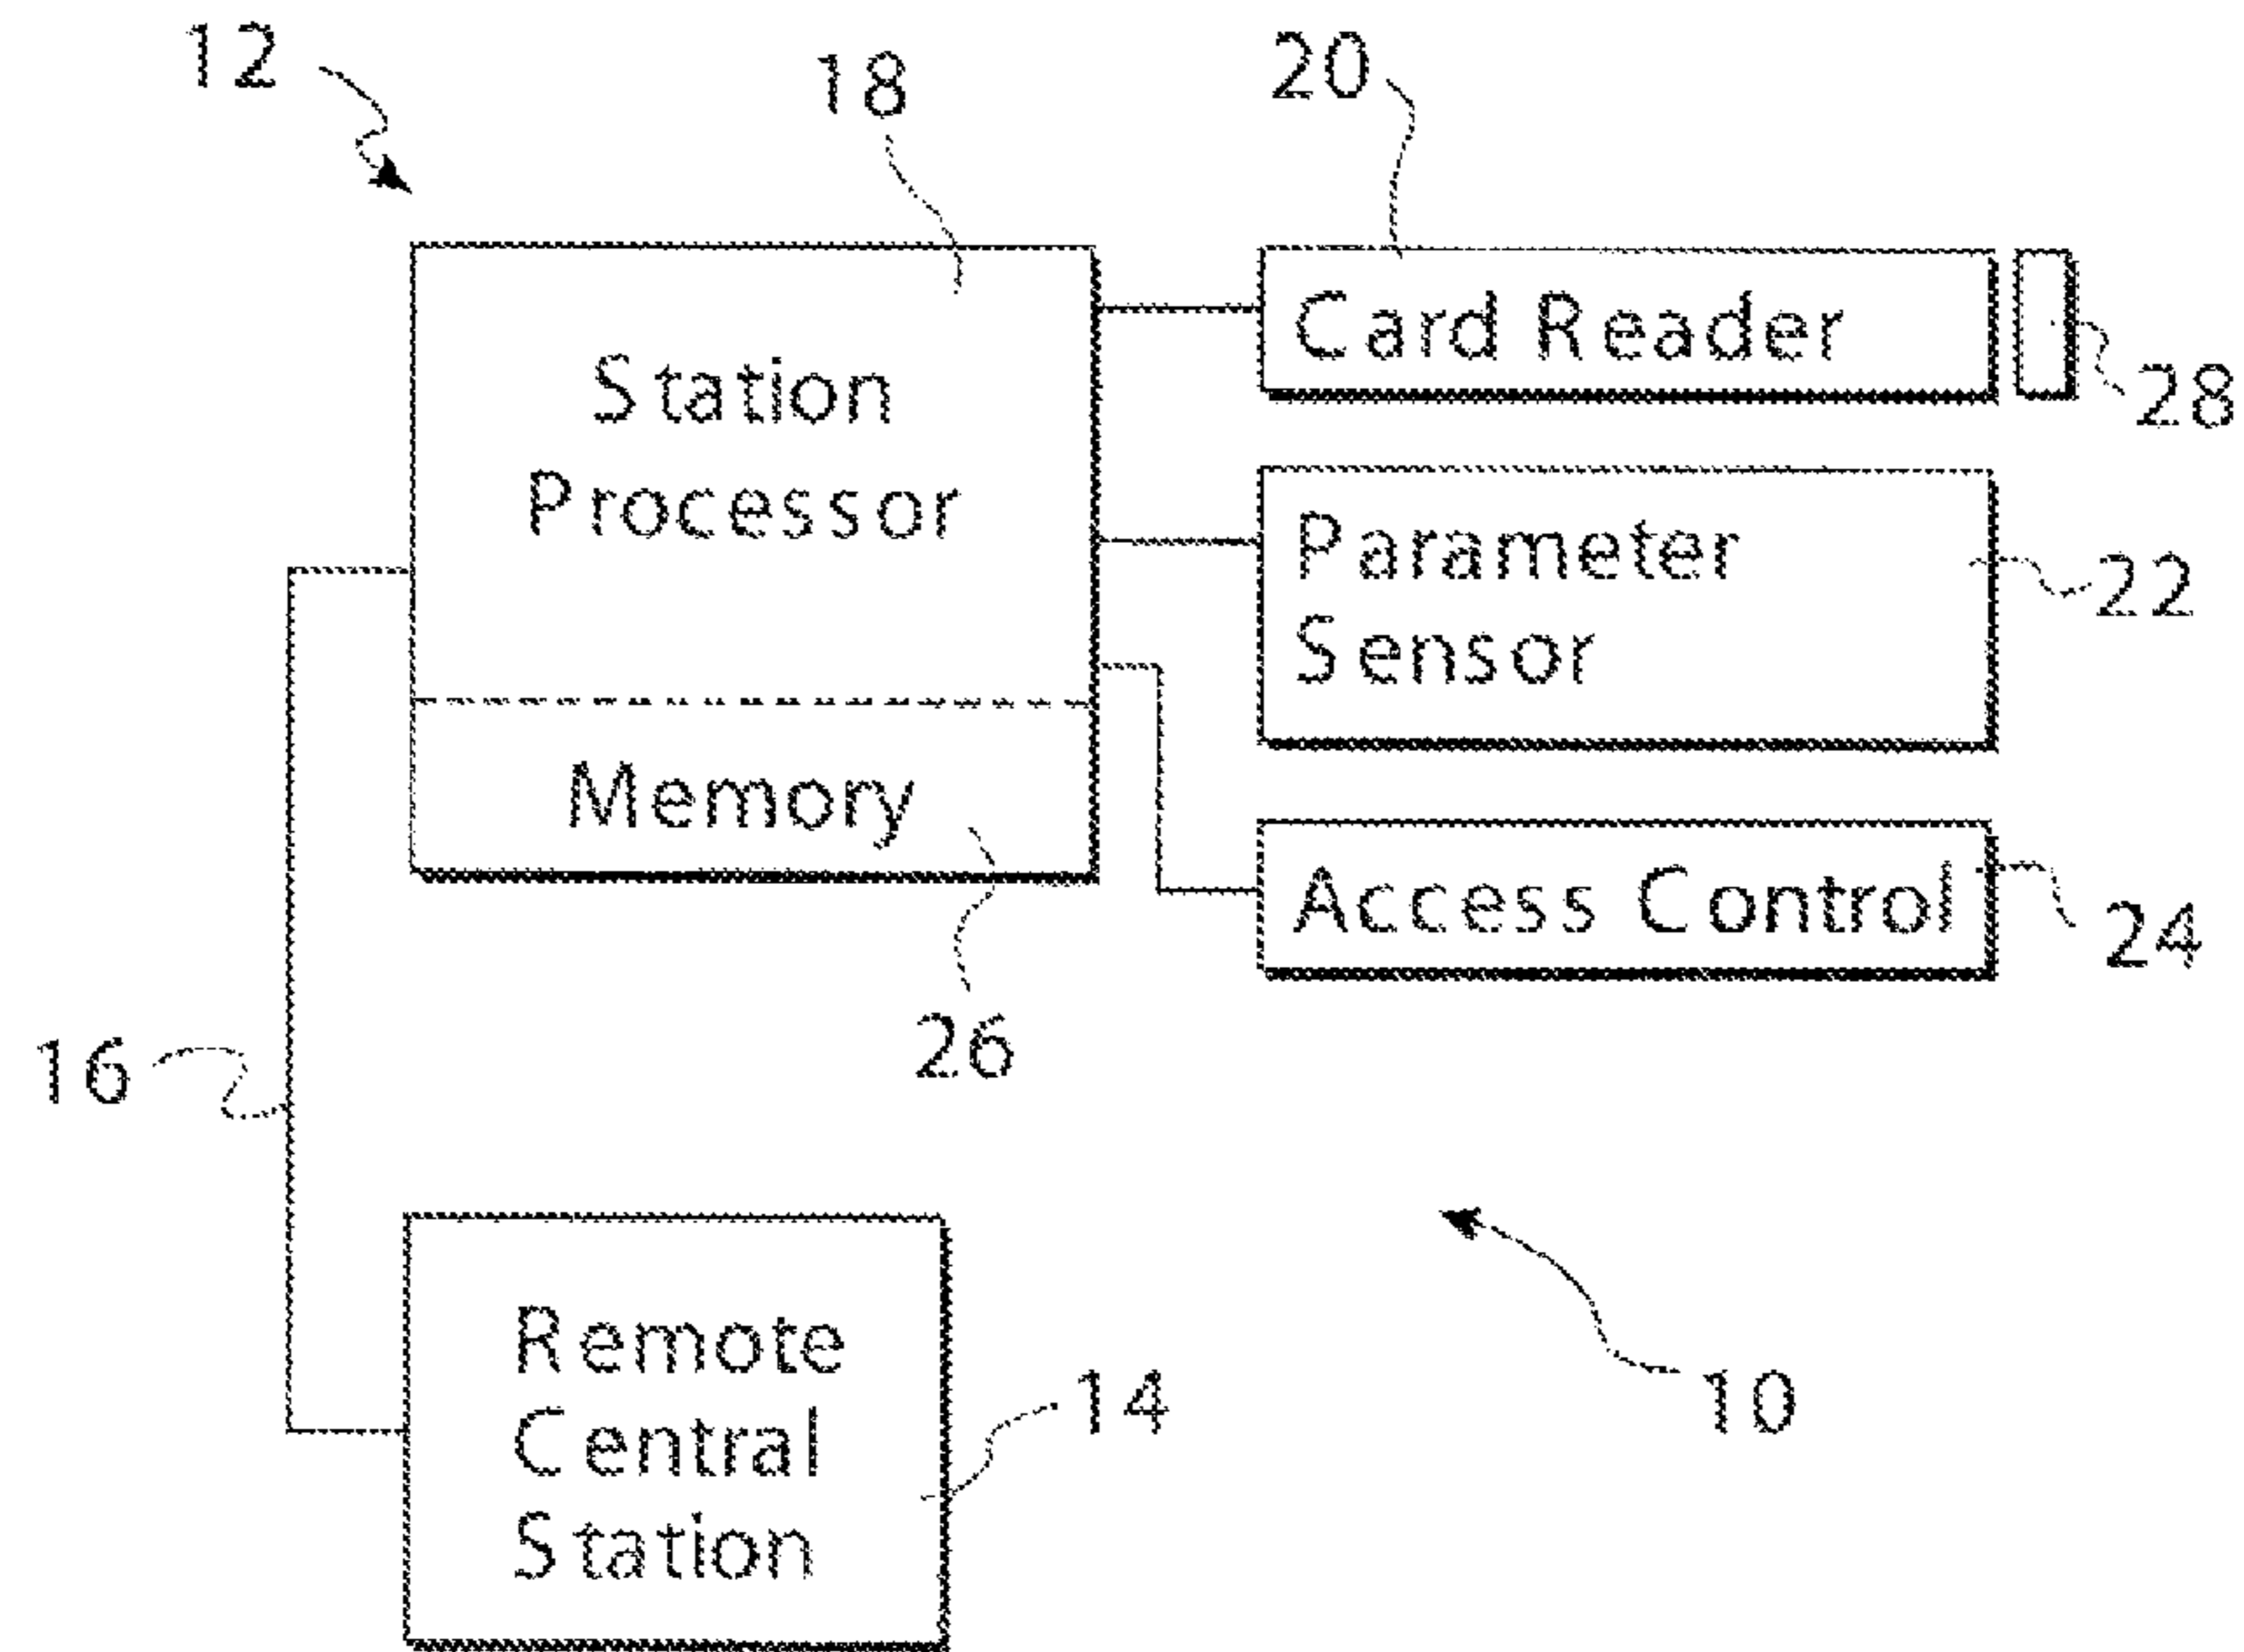 12
18
20
Station
Processor
Memory
Card Reader
28
Parameter
Sensor
22
Access Control
24
26
16
Remote
Central
Station
14
10